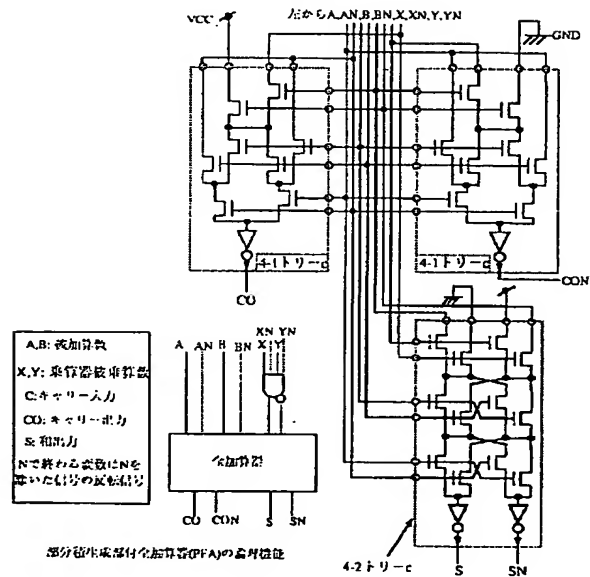 左からA,AN,B,BN,X,XN,Y,YN
VCC
GND
4-1トリーc
4-1トリーc
CO
CON
A,B: 被加算数
X,Y: 乗算器被乗算数
C:キャリー入力
CO:キャリー出力
S:和出力
Nで終わる変数はNを
除いた信号の反転信号
A
AN
B
BN
XN
YN
X
Y
全加算器
CO
CON
S
SN
部分積生成部付全加算器(PFA)の論理機能
4-2トリーc
S
SN